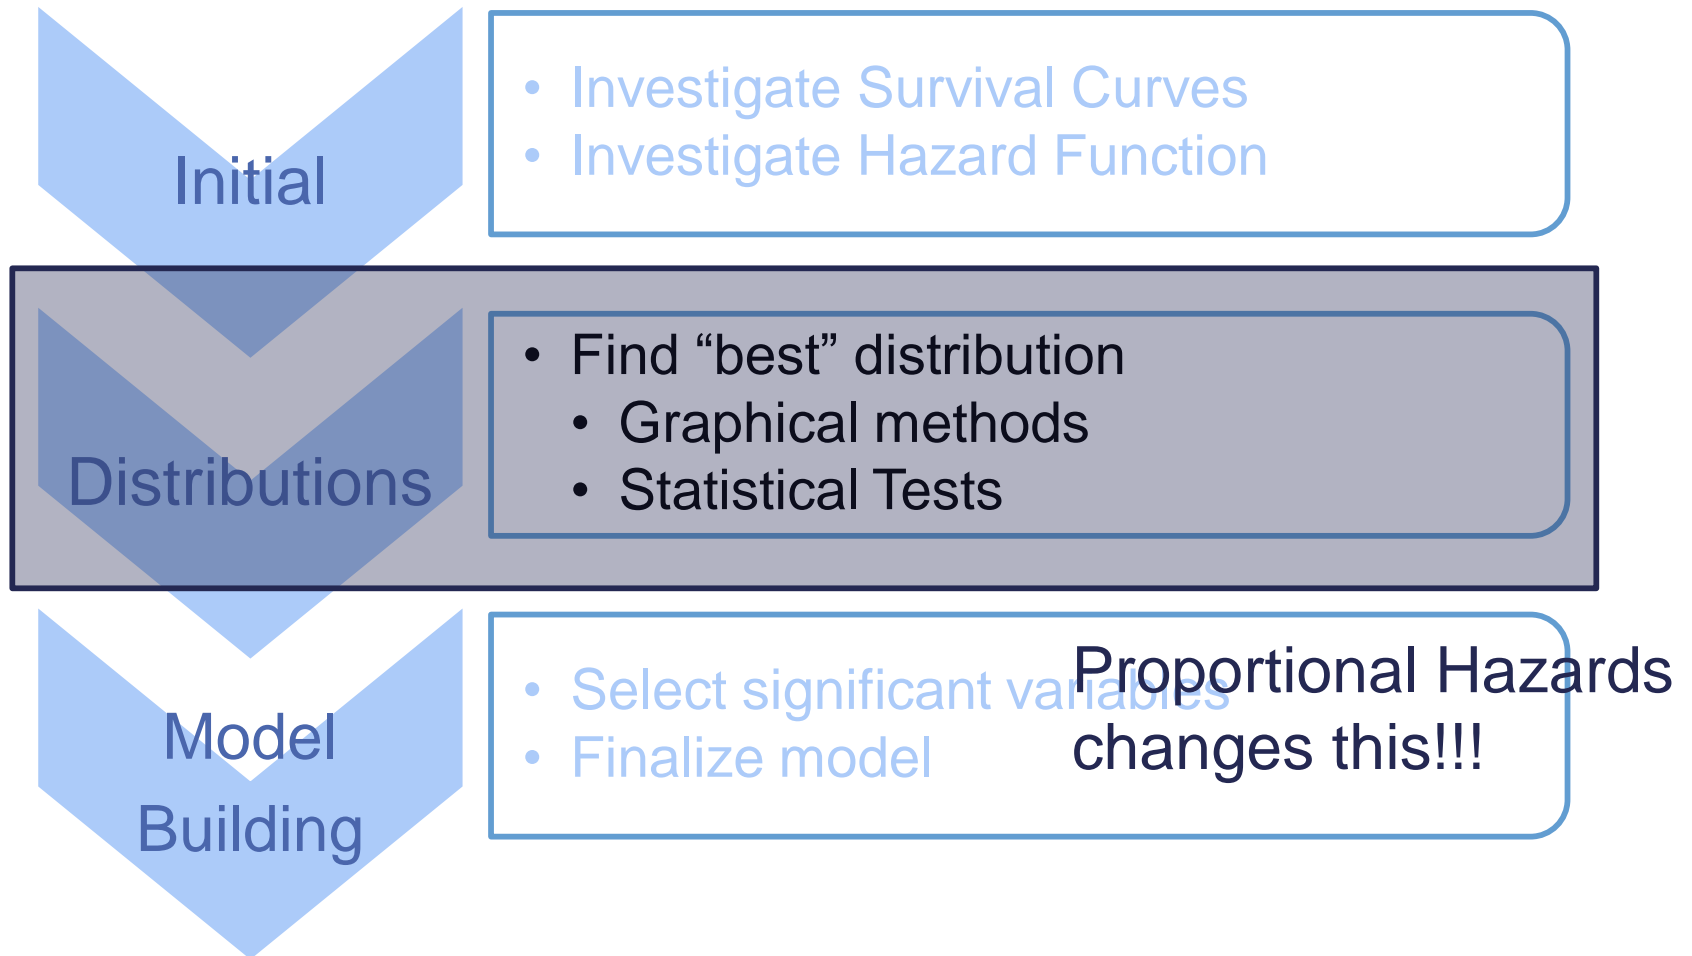 Initial
• Investigate Survival Curves
• Investigate Hazard Function
Distributions
• Find “best” distribution
• Graphical methods
• Statistical Tests
Model
Building
• Select significant variables
• Finalize model
Proportional Hazards
changes this!!!